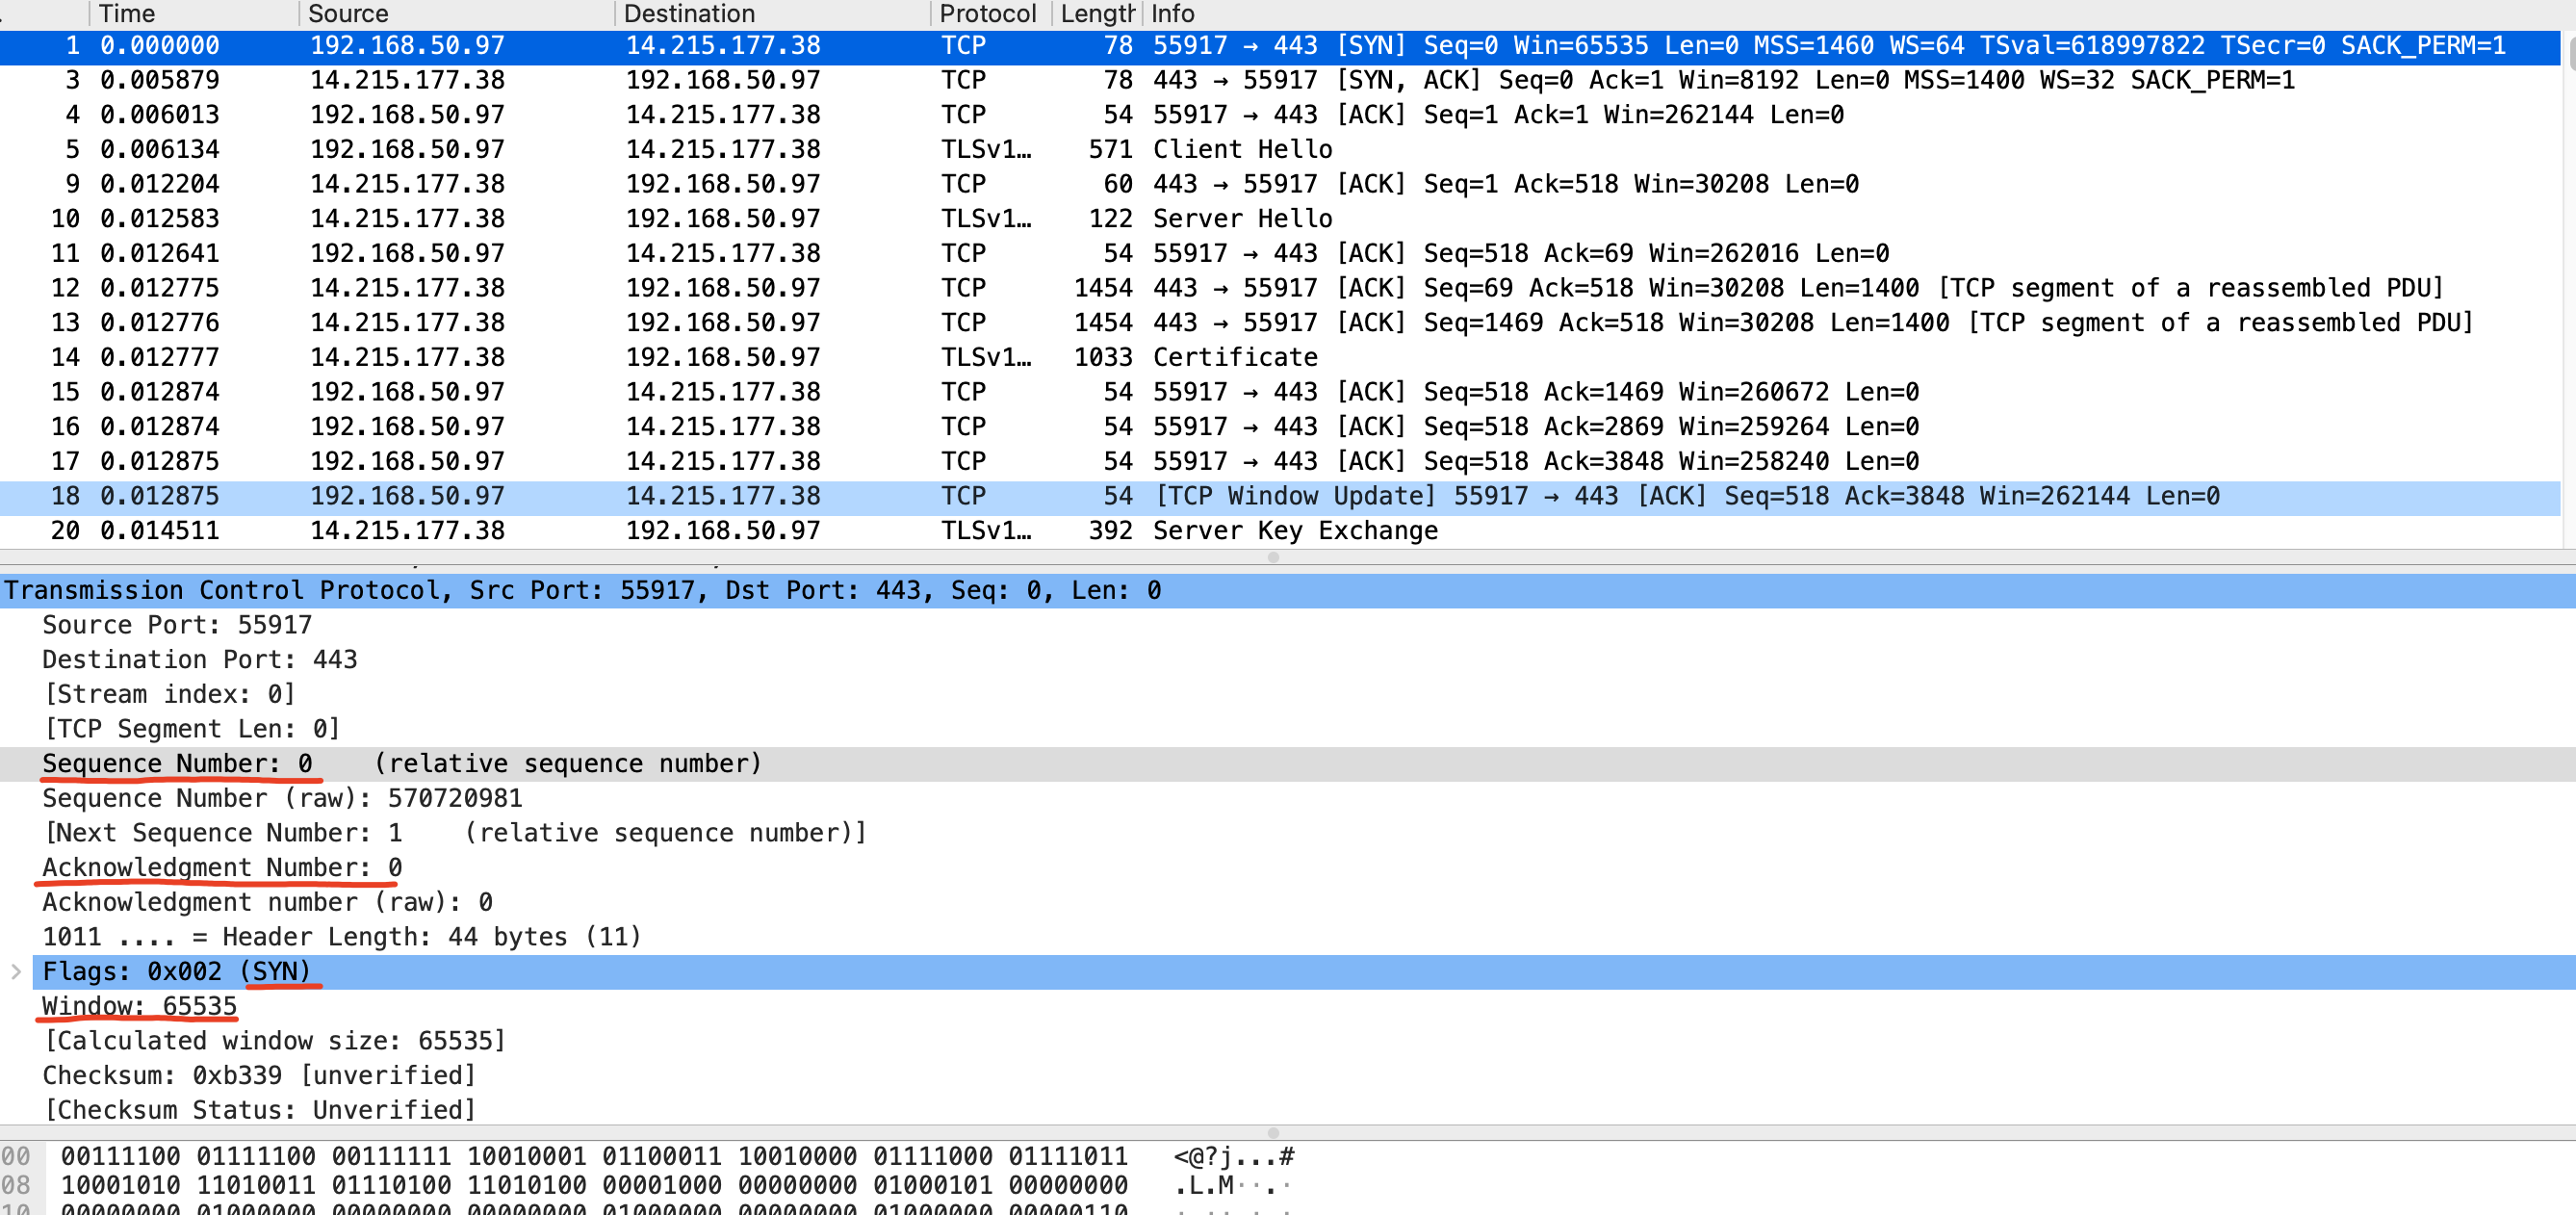 . Time Source Destination Protocol Length Info
1 0.000000 192.168.50.97 14.215.177.38 TCP 78 55917 → 443 [SYN] Seq=0 Win=65535 Len=0 MSS=1460 WS=64 TSval=618997822 TSecr=0 SACK_PERM=1
3 0.005879 14.215.177.38 192.168.50.97 TCP 78 443 → 55917 [SYN, ACK] Seq=0 Ack=1 Win=8192 Len=0 MSS=1400 WS=32 SACK_PERM=1
4 0.006013 192.168.50.97 14.215.177.38 TCP 54 55917 → 443 [ACK] Seq=1 Ack=1 Win=262144 Len=0
5 0.006134 192.168.50.97 14.215.177.38 TLSv1… 571 Client Hello
9 0.012204 14.215.177.38 192.168.50.97 TCP 60 443 → 55917 [ACK] Seq=1 Ack=518 Win=30208 Len=0
10 0.012583 14.215.177.38 192.168.50.97 TLSv1… 122 Server Hello
11 0.012641 192.168.50.97 14.215.177.38 TCP 54 55917 → 443 [ACK] Seq=518 Ack=69 Win=262016 Len=0
12 0.012775 14.215.177.38 192.168.50.97 TCP 1454 443 → 55917 [ACK] Seq=69 Ack=518 Win=30208 Len=1400 [TCP segment of a reassembled PDU]
13 0.012776 14.215.177.38 192.168.50.97 TCP 1454 443 → 55917 [ACK] Seq=1469 Ack=518 Win=30208 Len=1400 [TCP segment of a reassembled PDU]
14 0.012777 14.215.177.38 192.168.50.97 TLSv1… 1033 Certificate
15 0.012874 192.168.50.97 14.215.177.38 TCP 54 55917 → 443 [ACK] Seq=518 Ack=1469 Win=260672 Len=0
16 0.012874 192.168.50.97 14.215.177.38 TCP 54 55917 → 443 [ACK] Seq=518 Ack=2869 Win=259264 Len=0
17 0.012875 192.168.50.97 14.215.177.38 TCP 54 55917 → 443 [ACK] Seq=518 Ack=3848 Win=258240 Len=0
18 0.012875 192.168.50.97 14.215.177.38 TCP 54 [TCP Window Update] 55917 → 443 [ACK] Seq=518 Ack=3848 Win=262144 Len=0
20 0.014511 14.215.177.38 192.168.50.97 TLSv1… 392 Server Key Exchange
Transmission Control Protocol, Src Port: 55917, Dst Port: 443, Seq: 0, Len: 0
Source Port: 55917
Destination Port: 443
[Stream index: 0]
[TCP Segment Len: 0]
Sequence Number: 0 (relative sequence number)
Sequence Number (raw): 570720981
[Next Sequence Number: 1 (relative sequence number)]
Acknowledgment Number: 0
Acknowledgment number (raw): 0
1011 .... = Header Length: 44 bytes (11)
Flags: 0x002 (SYN)
Window: 65535
[Calculated window size: 65535]
Checksum: 0xb339 [unverified]
[Checksum Status: Unverified]
00 00111100 01111100 00111111 10010001 01100011 10010000 01111000 01111011 <@?j...#
08 10001010 11010011 01110100 11010100 00001000 00000000 01000101 00000000 .L.M··.·
10 00000000 01000000 00000000 00000000 01000000 00000000 01000000 00000110